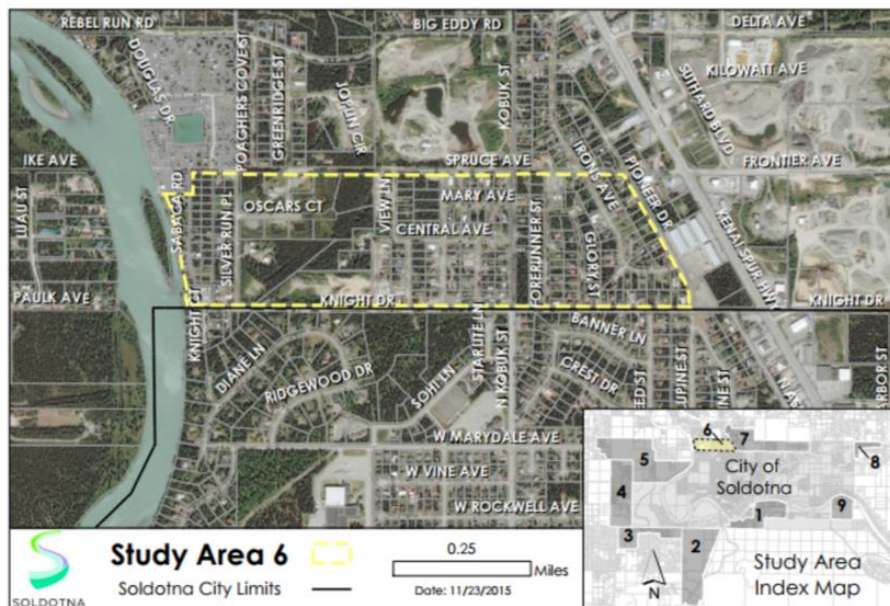 REBEL RUN RD
BIG EDDY RD
DELTA AVE
DOUGLAS DR
POACHERS COVE ST
GREENRIDGE ST
JOPLIN CIR
KOBUK ST
SUTHARD BLVD
KILOWATT AVE
IKE AVE
SPRUCE AVE
FRONTIER AVE
LUAU ST
SABACA RD
SILVER RUN PL
OSCARS CT
VIEW LN
MARY AVE
CENTRAL AVE
FORERUNNER ST
IRONS AVE
PIONEER DR
GLORY ST
KENAI SPUR HWY
PAULK AVE
KNIGHT CT
KNIGHT DR
KNIGHT DR
DIANE LN
RIDGEWOOD DR
SOHI LN
STARLITE LN
N KOBUK ST
BANNER LN
CREST DR
LUPINE ST
W MARYDALE AVE
W VINE AVE
W ROCKWELL AVE
6
7
City of
Soldotna
5
8
4
9
1
3
2
N
Study Area
Index Map
SOLDOTNA
Study Area 6
Soldotna City Limits
0.25
Miles
Date: 11/23/2015